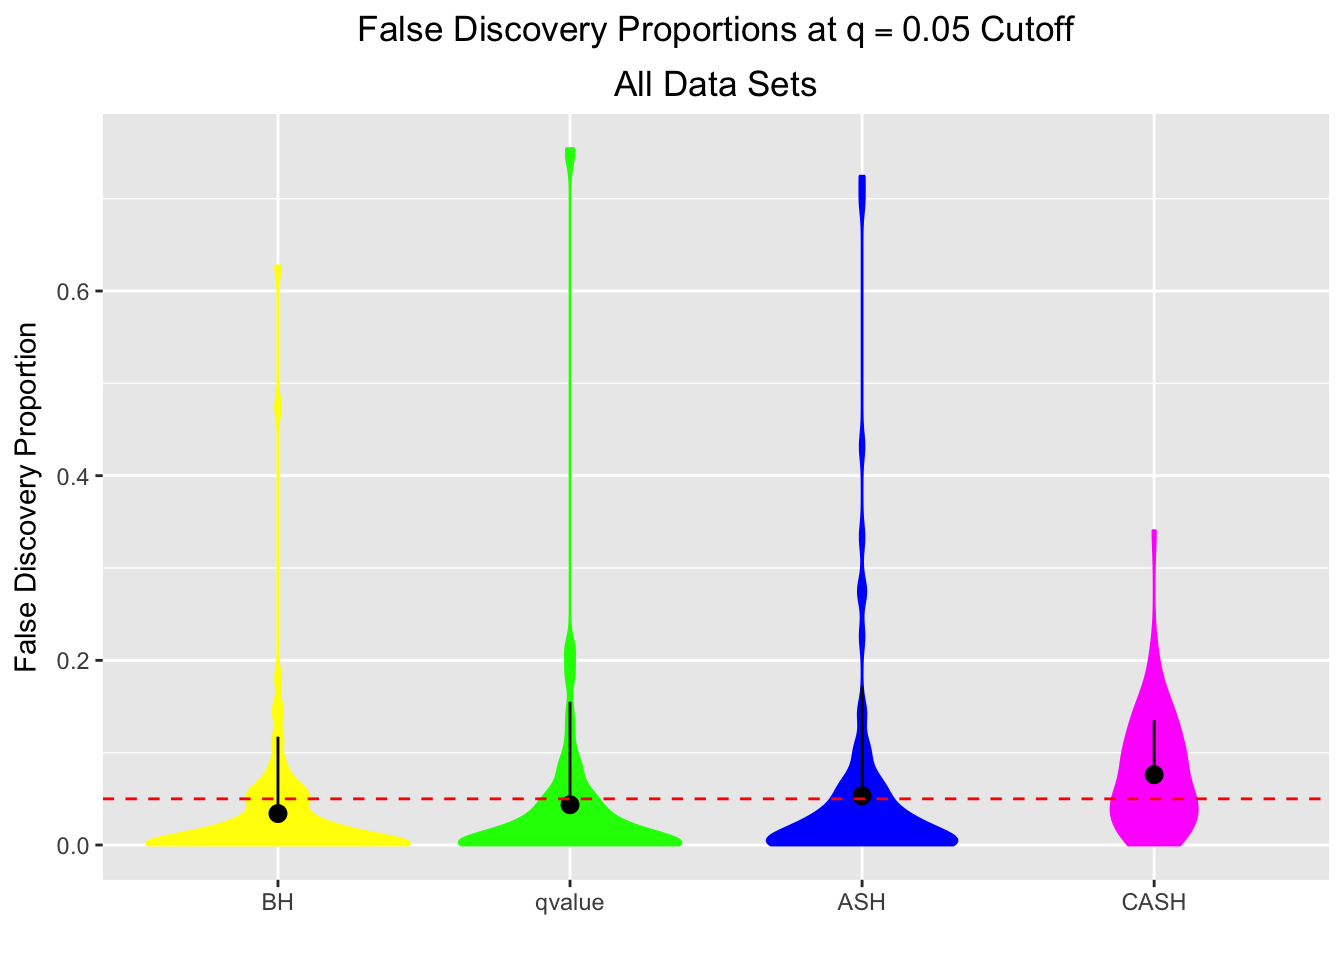 False Discovery Proportions at q = 0.05 Cutoff
All Data Sets
False Discovery Proportion
0.6
0.4
0.2
0.0
BH
qvalue
ASH
CASH